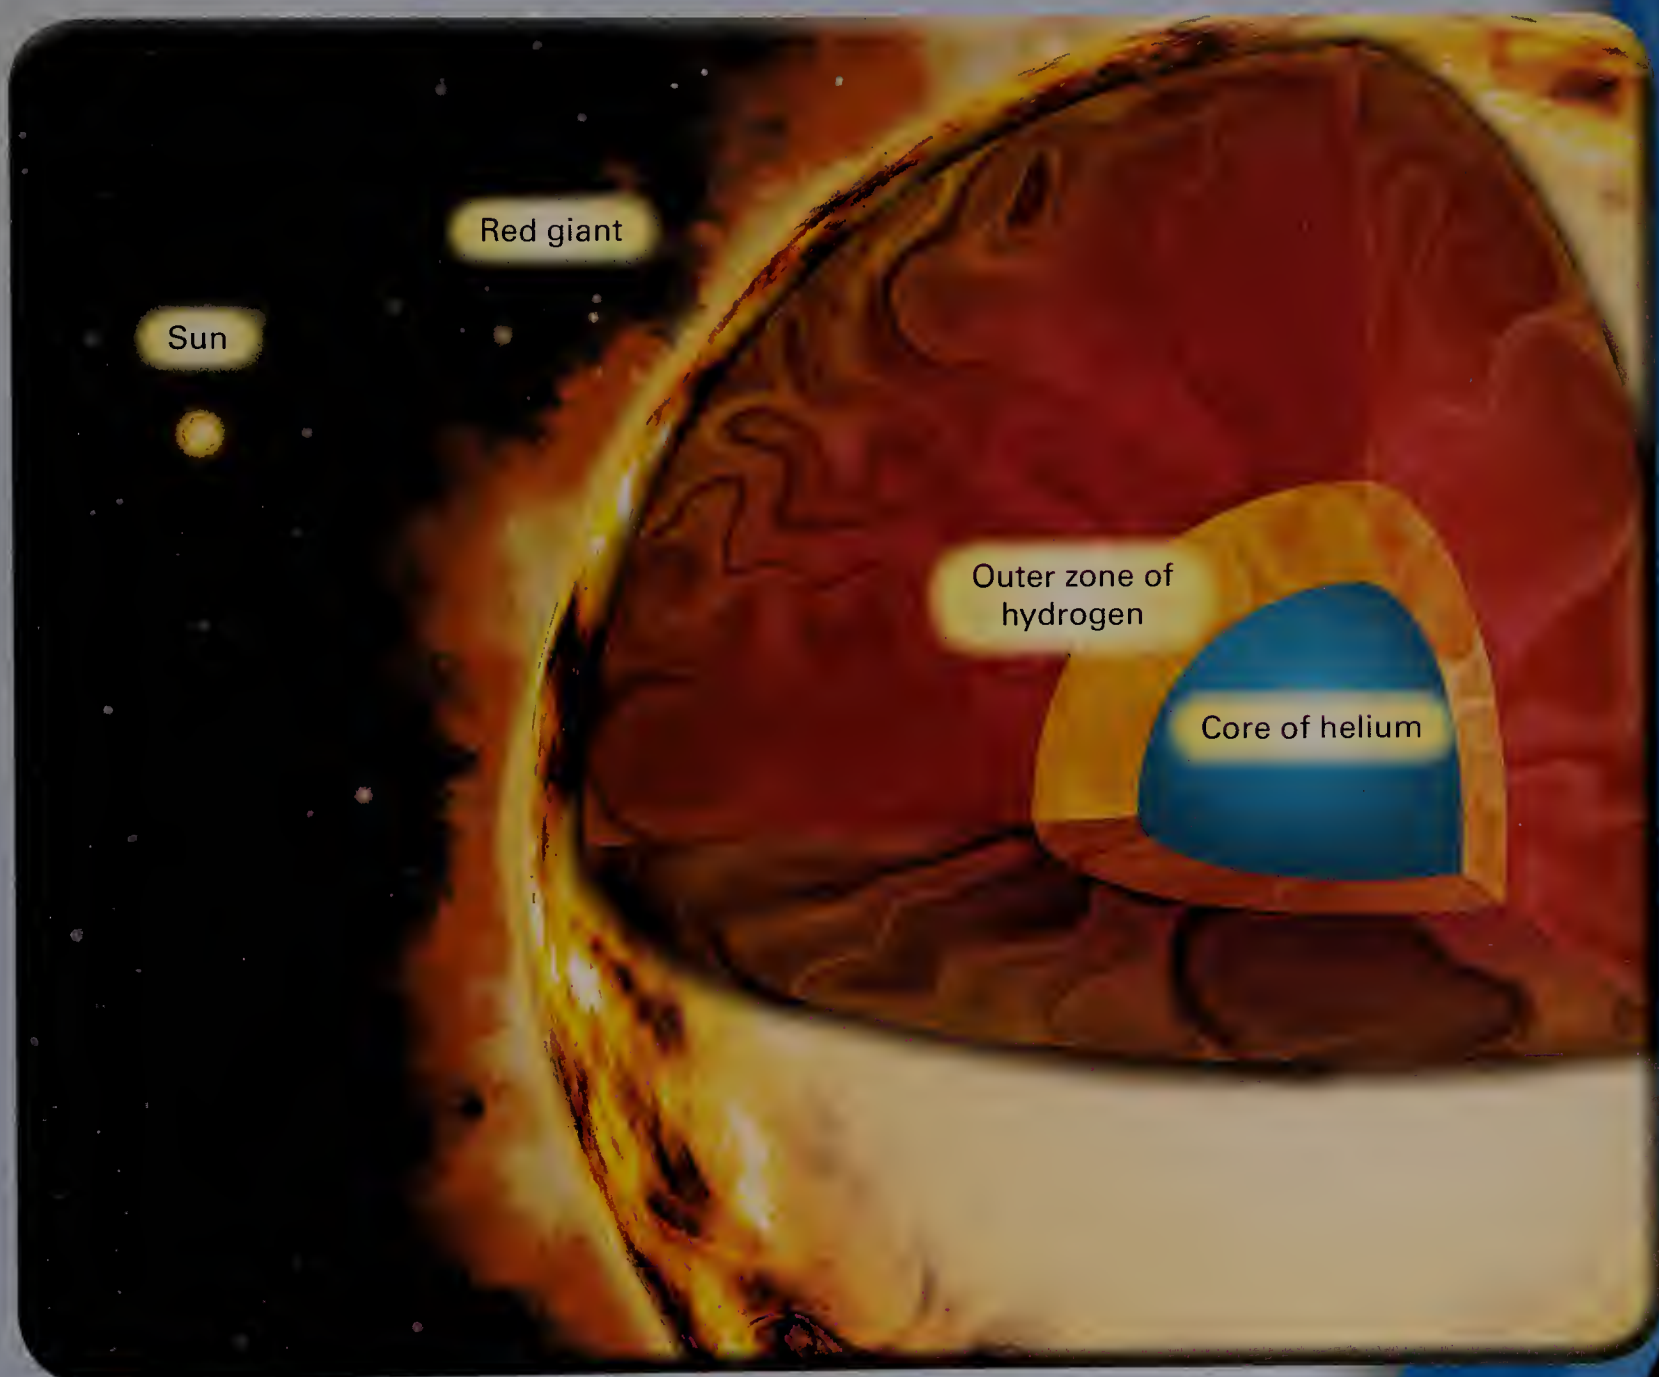 Red giant
Sun
Outer zone of
hydrogen
Core of helium